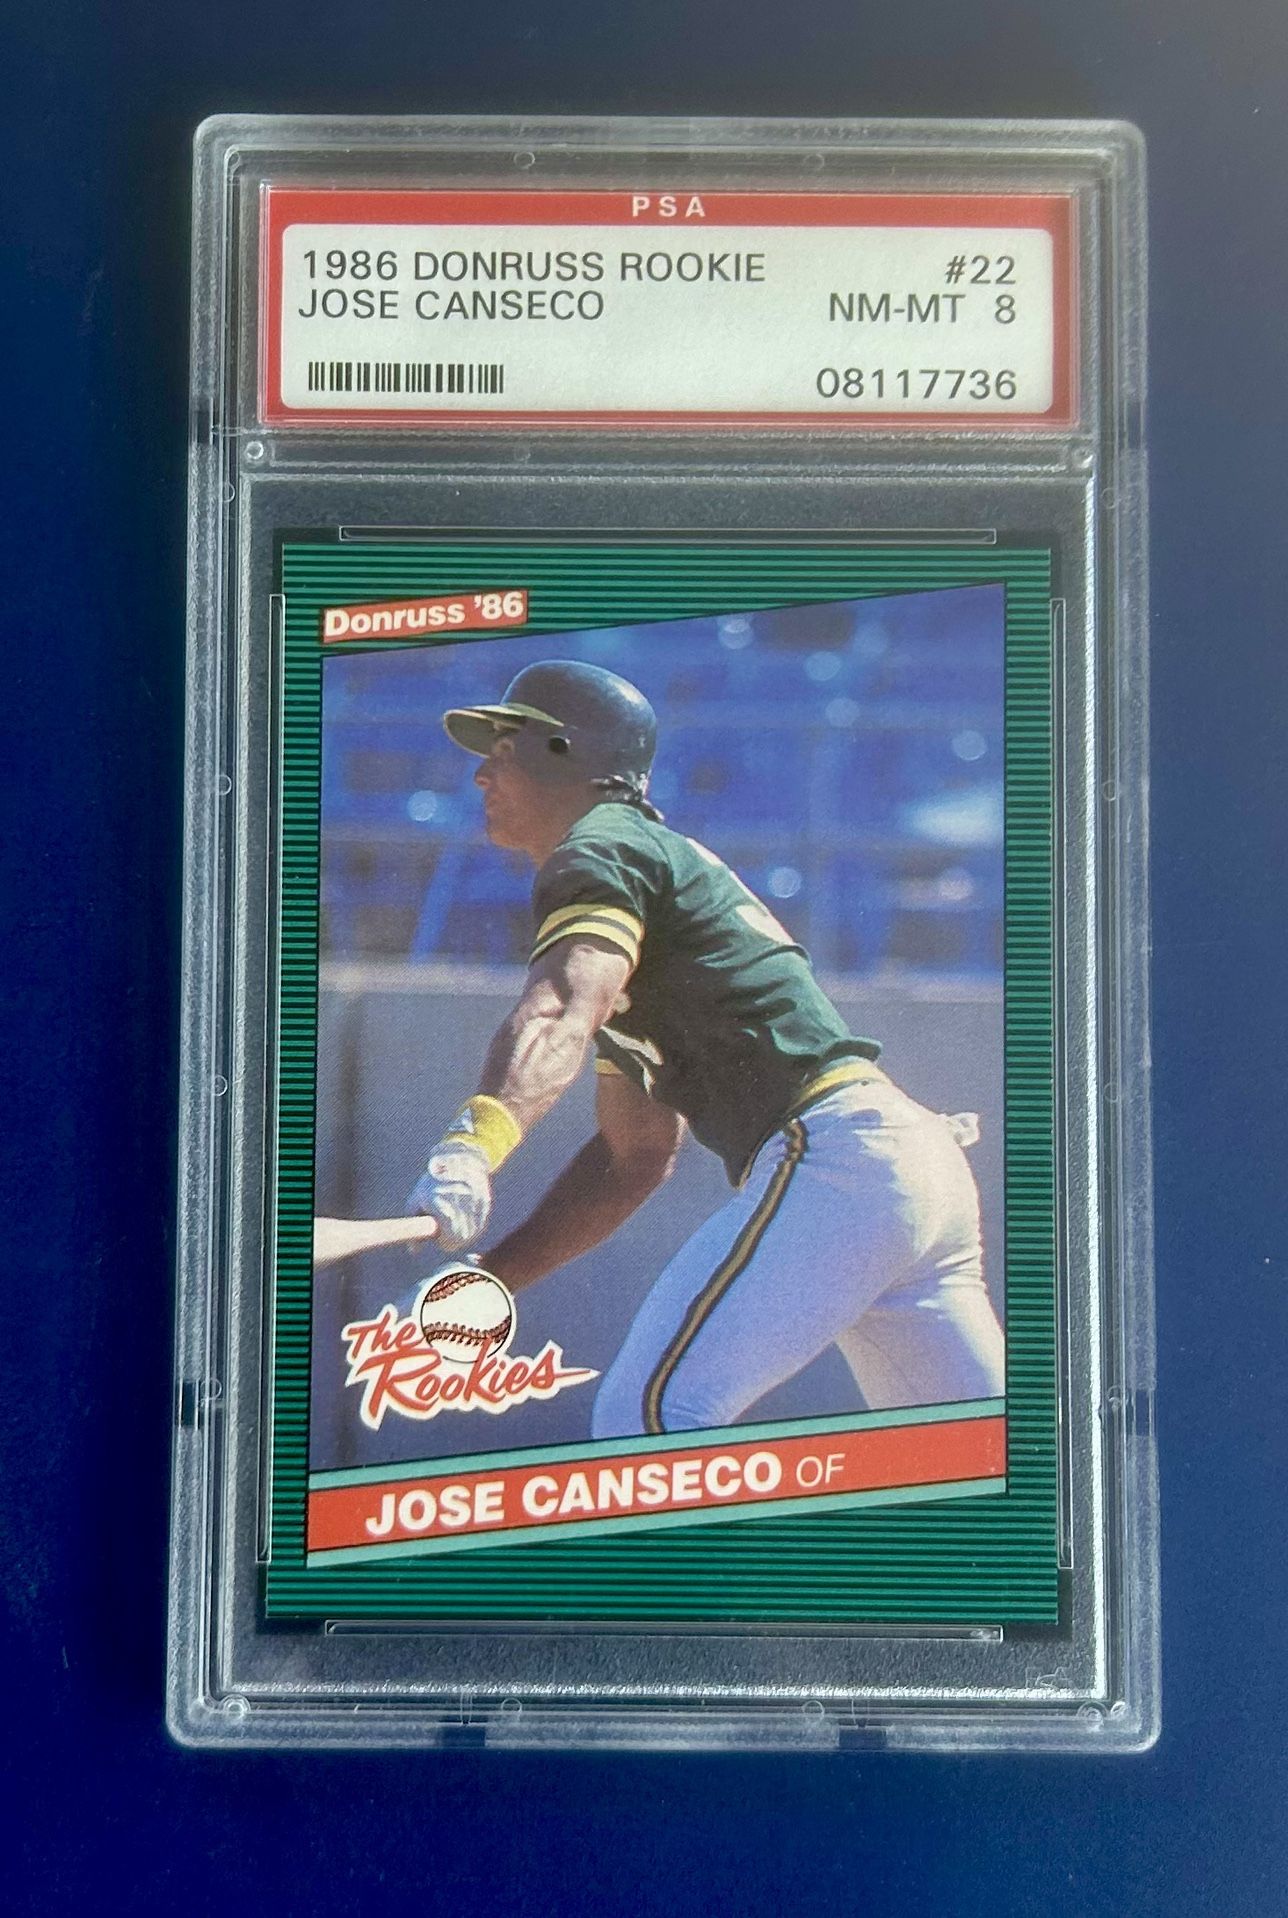 PSA
1986 DONRUSS ROOKIE #22
JOSE CANSECO NM-MT 8
08117736
Donruss '86
The
Rookies
JOSE CANSECO OF